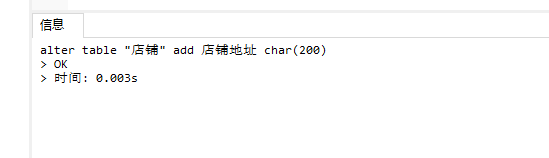 信息
alter table "店铺" add 店铺地址 char(200)
> OK
> 时间: 0.003s